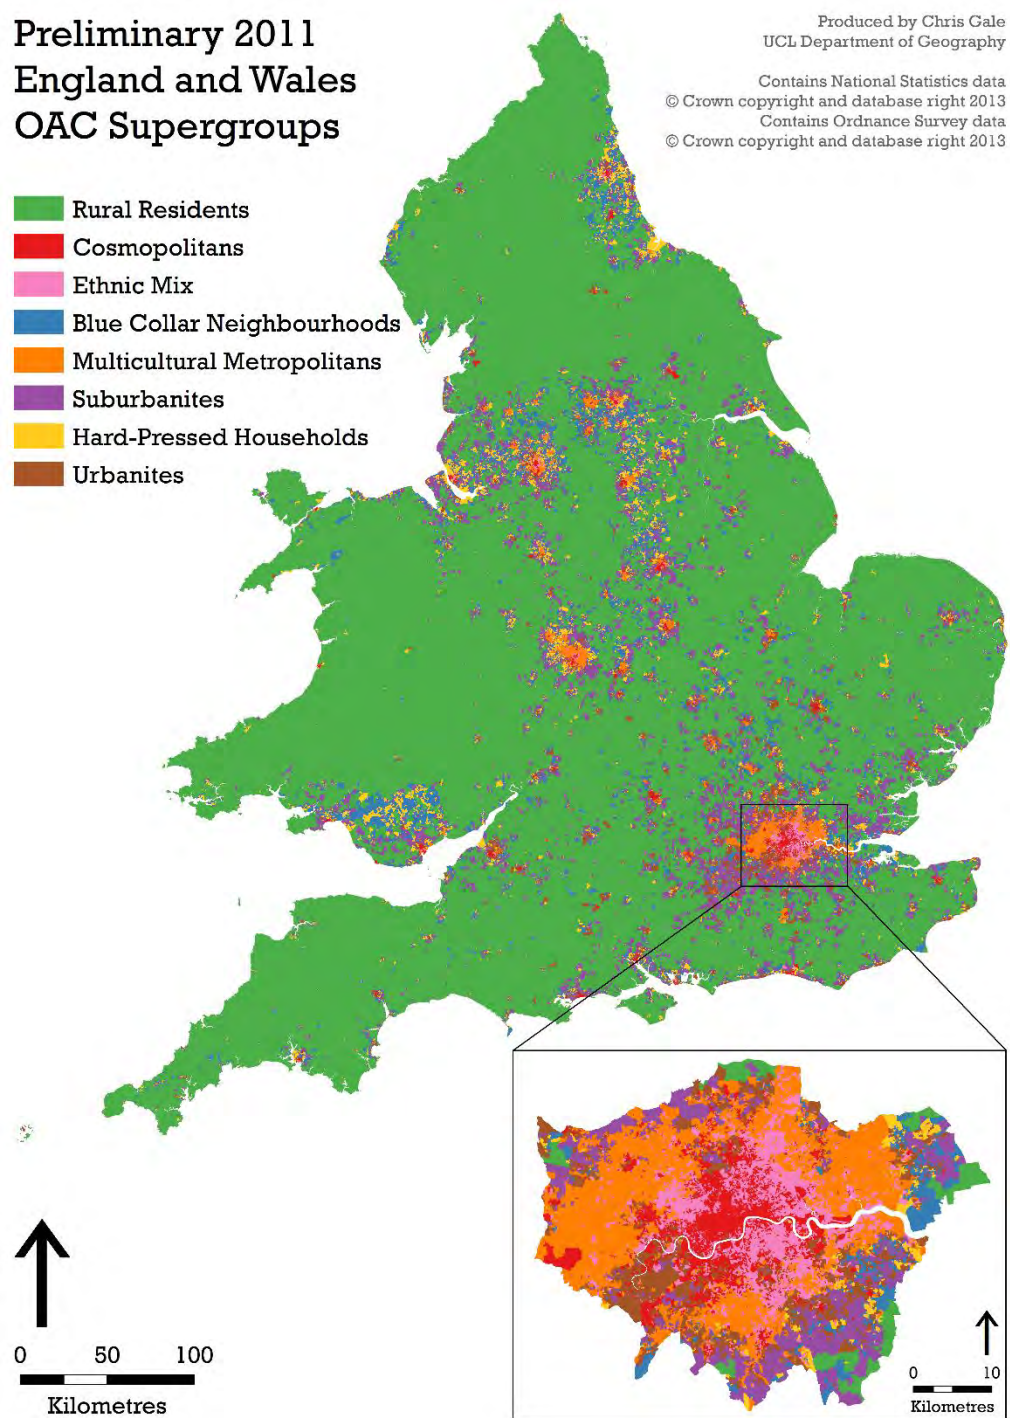 Preliminary 2011
England and Wales
OAC Supergroups
Produced by Chris Gale
UCL Department of Geography
Contains National Statistics data
© Crown copyright and database right 2013
Contains Ordnance Survey data
© Crown copyright and database right 2013
Rural Residents
Cosmopolitans
Ethnic Mix
Blue Collar Neighbourhoods
Multicultural Metropolitans
Suburbanites
Hard-Pressed Households
Urbanites
0 50 100
Kilometres
0 10
Kilometres